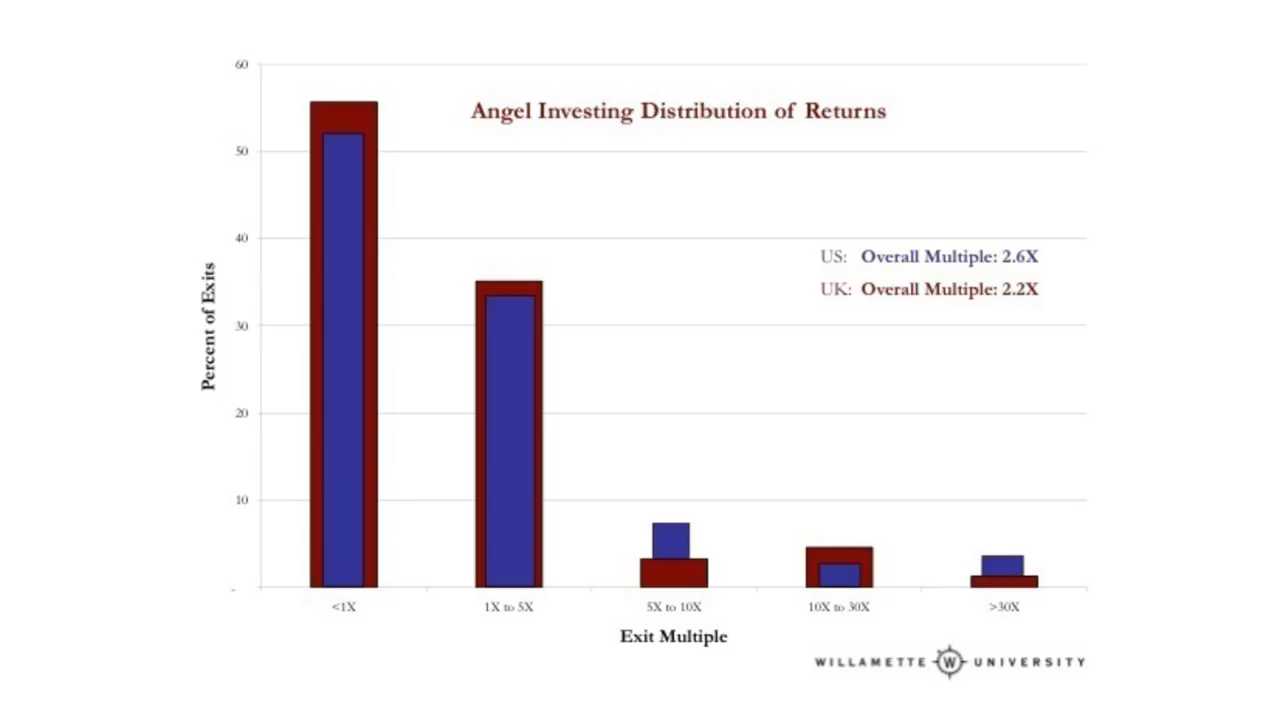 60
Angel Investing Distribution of Returns
50
40
US: Overall Multiple: 2.6X
UK: Overall Multiple: 2.2X
Percent of Exits
30
20
10
-
<1X 1X to 5X 5X to 10X 10X to 30X >30X
Exit Multiple
WILLAMETTE W UNIVERSITY